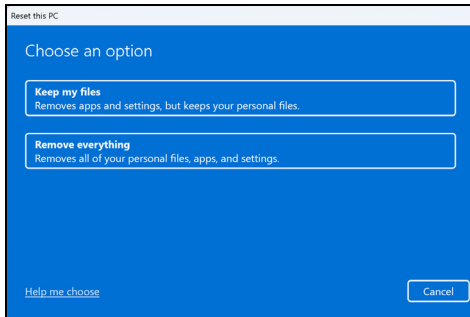 Reset this PC
Choose an option
Keep my files
Removes apps and settings, but keeps your personal files.
Remove everything
Removes all of your personal files, apps, and settings.
Help me choose
Cancel